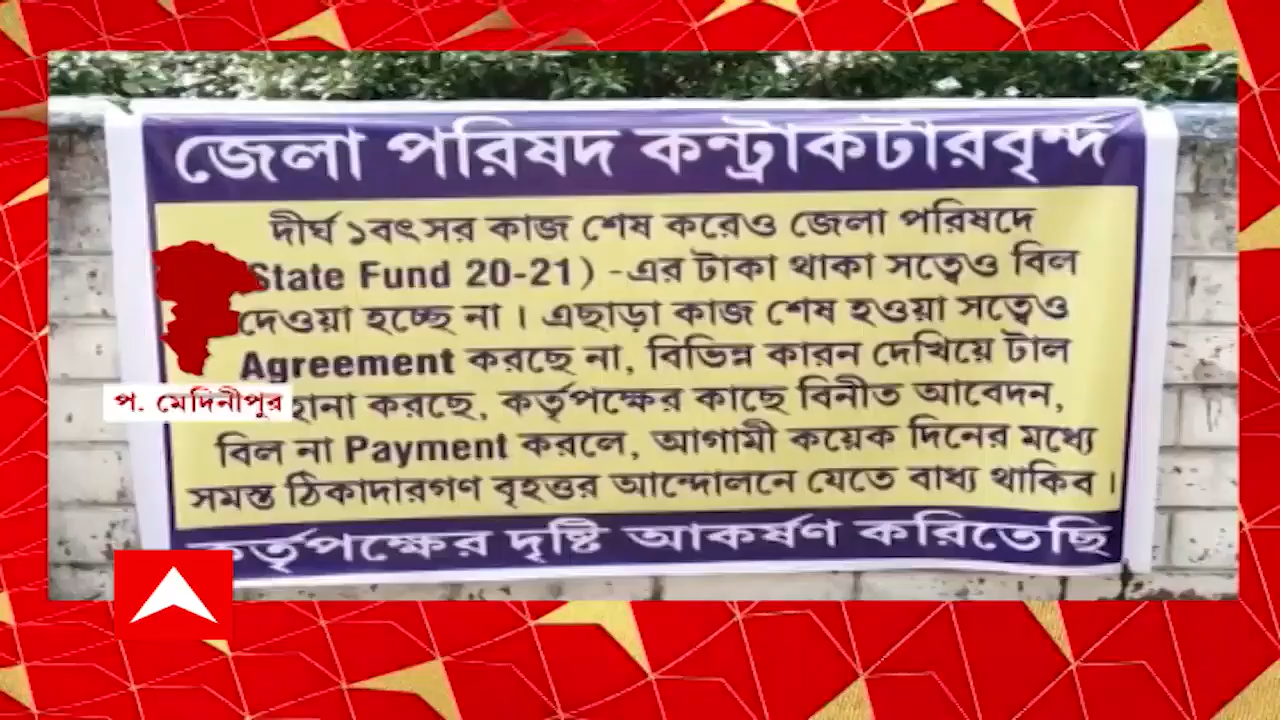 জেলা পরিষদ কন্ট্রাকটারবৃন্দ
দীর্ঘ ১বৎসর কাজ শেষ করেও জেলা পরিষদে
State Fund 20-21) -এর টাকা থাকা সত্বেও বিল
দেওয়া হচ্ছে না । এছাড়া কাজ শেষ হওয়া সত্বেও
Agreement করছে না, বিভিন্ন কারন দেখিয়ে টাল
করছে, কর্তৃপক্ষের কাছে বিনীত আবেদন,
বিল না Payment করলে, আগামী কয়েক দিনের মধ্যে
সমস্ত ঠিকাদারগণ বৃহত্তর আন্দোলনে যেতে বাধ্য থাকিব ।
কর্তৃপক্ষের দৃষ্টি আকর্ষণ করিতেছি
প. মেদিনীপুর